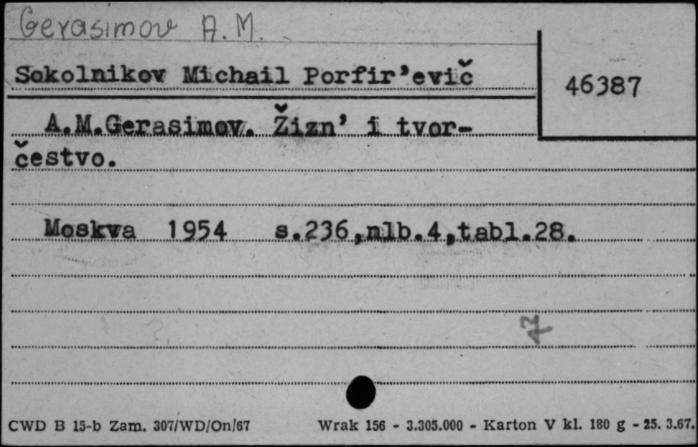 Gerasimov A.M.
Sokolnikov Michail Porfir'evič
46387
A.M.Gerasimov. Žizn' i tvor-
čestvo.
Moskva 1954 s.236,nlb.4,tabl.28.
CWD B 15-b Zam. 307/WD/On/67 Wrak 156 - 3.305.000 - Karton V kl. 180 g - 25. 3.67.